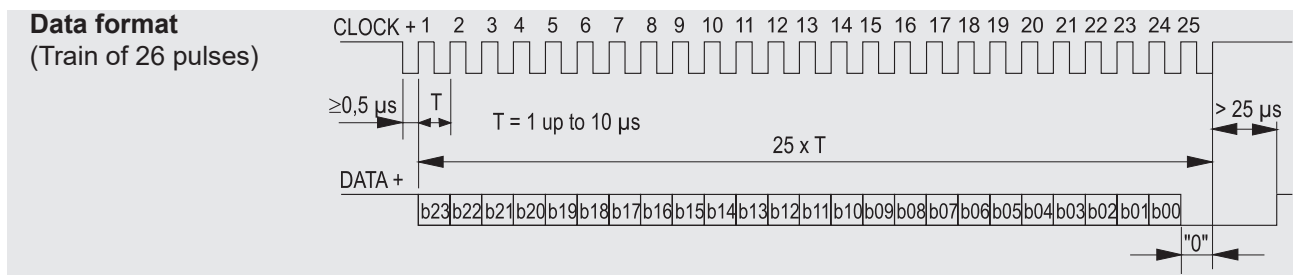 Data format
(Train of 26 pulses)
CLOCK + 1 2 3 4 5 6 7 8 9 10 11 12 13 14 15 16 17 18 19 20 21 22 23 24 25
≥0,5 µs T T = 1 up to 10 µs > 25 µs
25 x T
DATA +
b23 b22 b21 b20 b19 b18 b17 b16 b15 b14 b13 b12 b11 b10 b09 b08 b07 b06 b05 b04 b03 b02 b01 b00
"0"